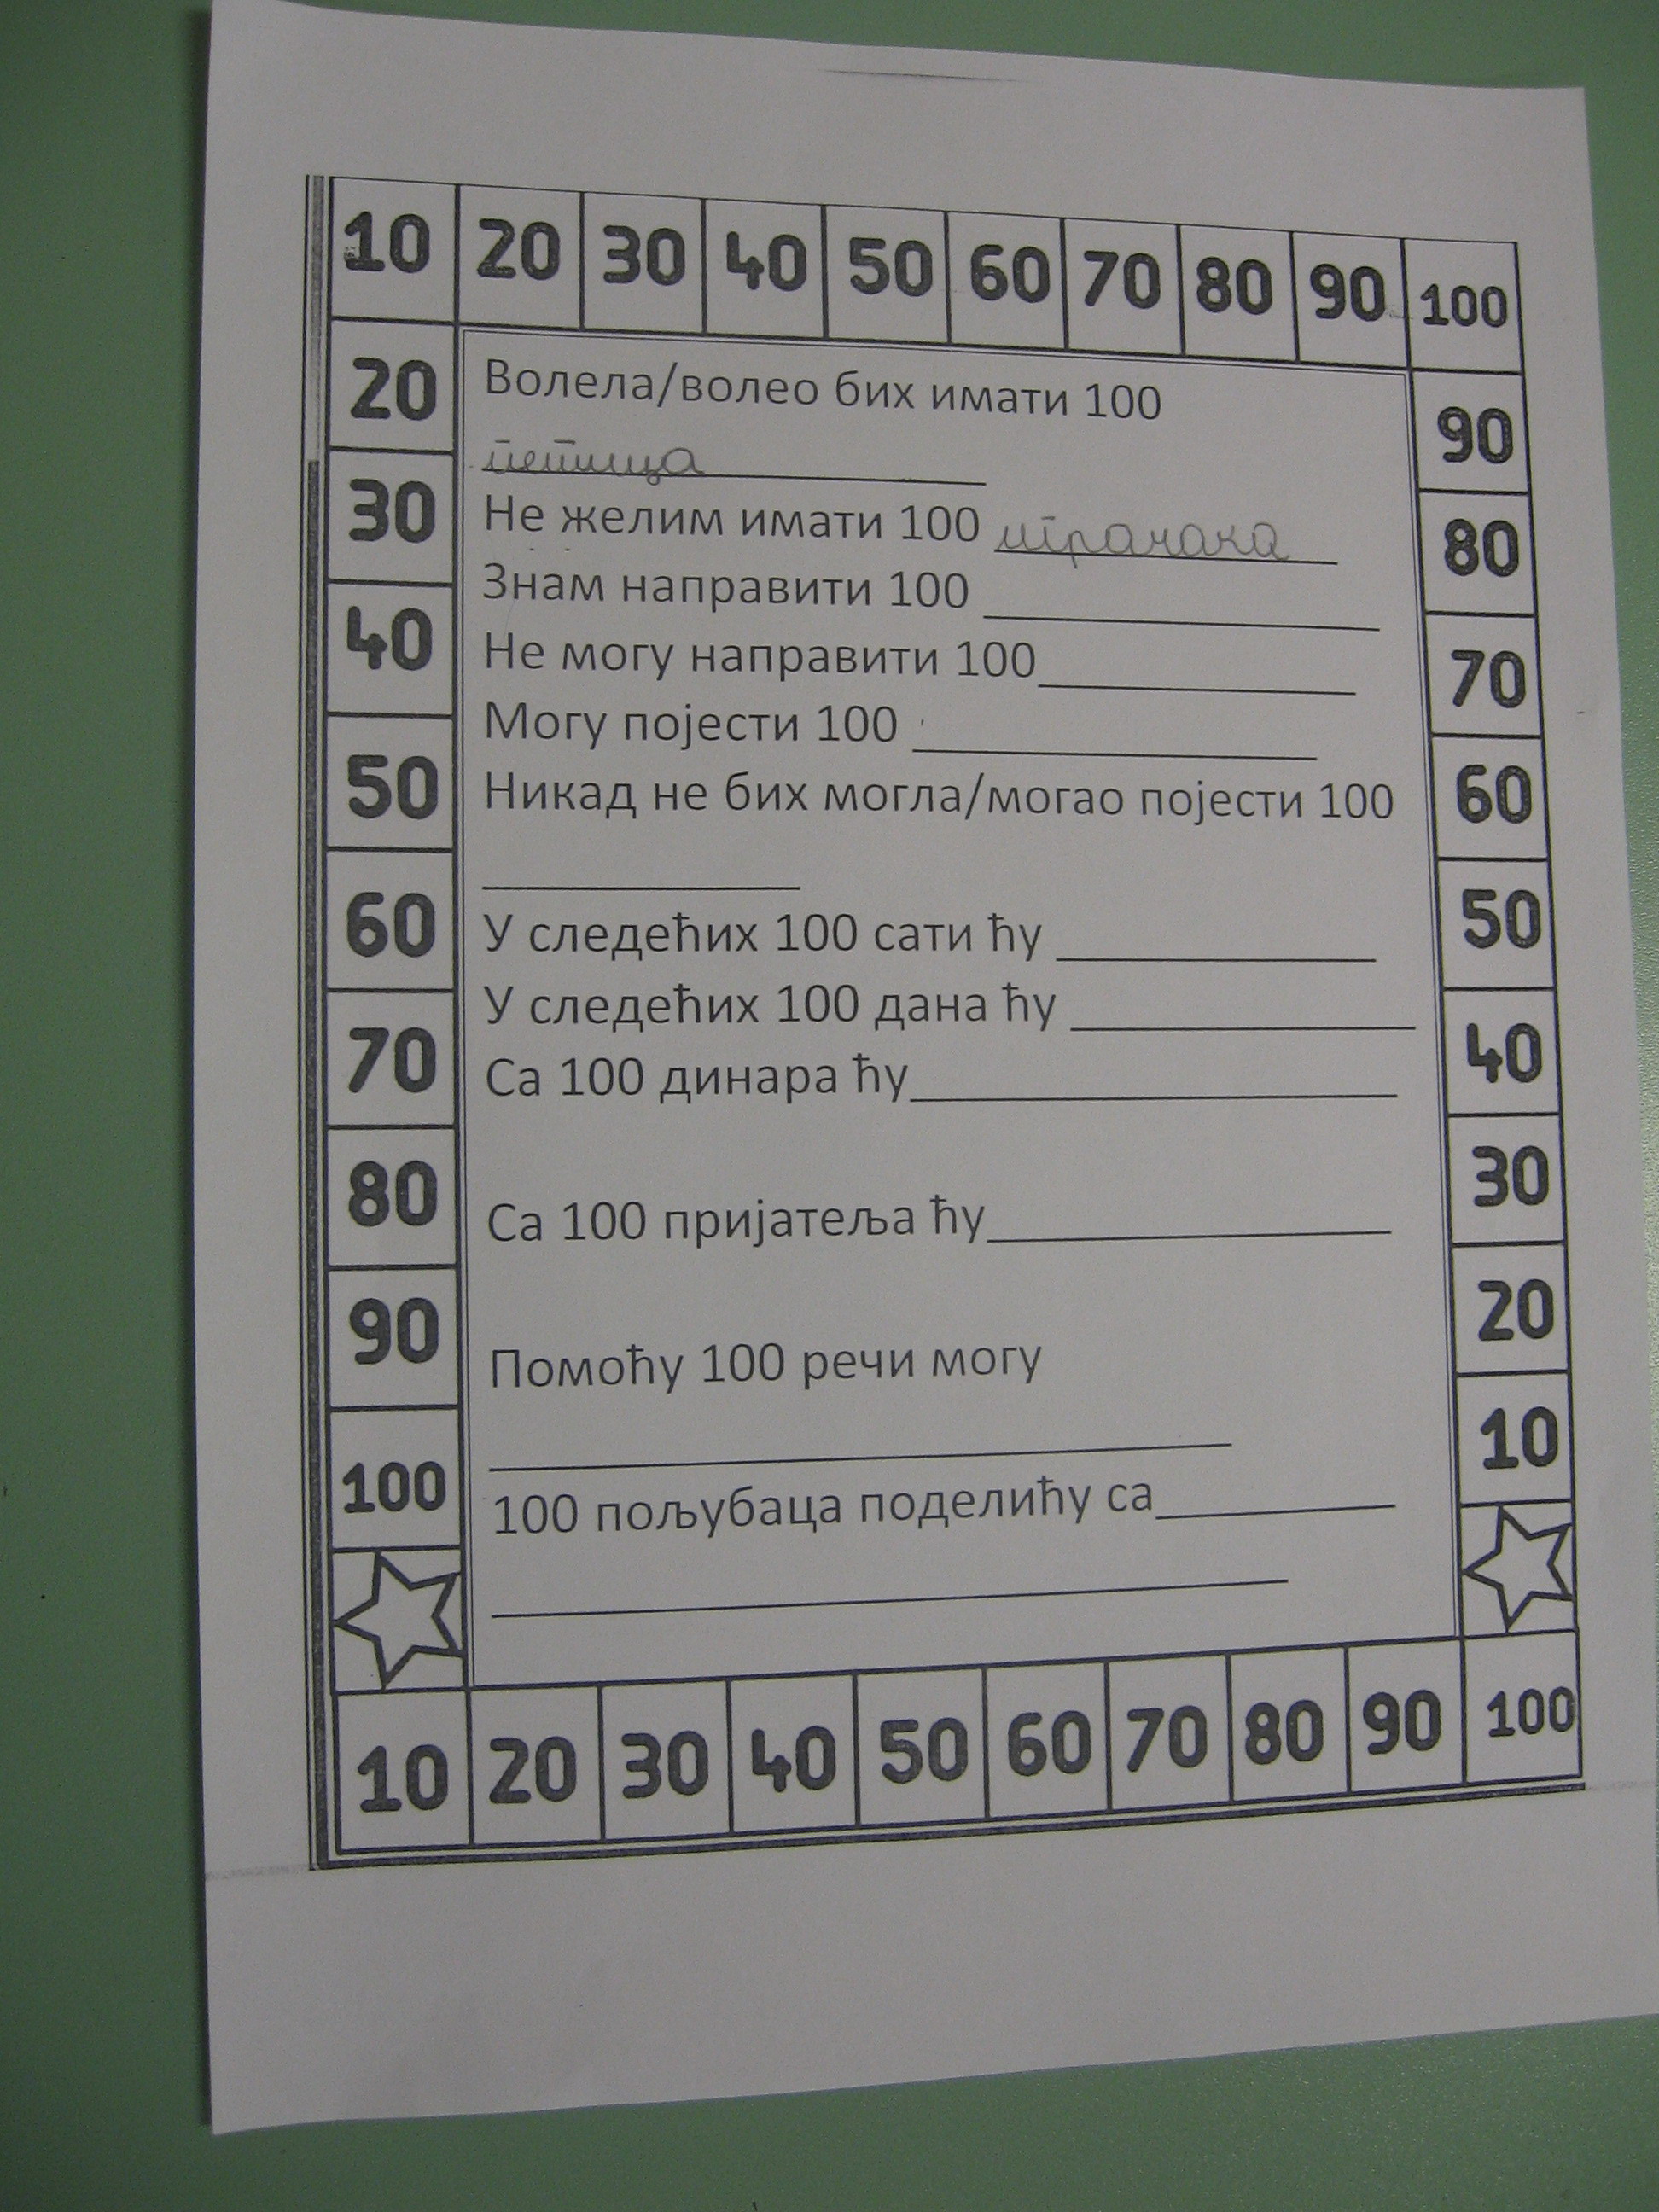 10 20 30 40 50 60 70 80 90 100
20
30
40
50
60
70
80
90
100
Волела/волео бих имати 100
петица
Не желим имати 100 играчака
Знам направити 100
Не могу направити 100
Могу појести 100
Никад не бих могла/могао појести 100
У следећих 100 сати ћу
У следећих 100 дана ћу
Са 100 динара ћу
Са 100 пријатеља ћу
Помоћу 100 речи могу
100 пољубаца поделићу са
90
80
70
60
50
40
30
20
10
10 20 30 40 50 60 70 80 90 100